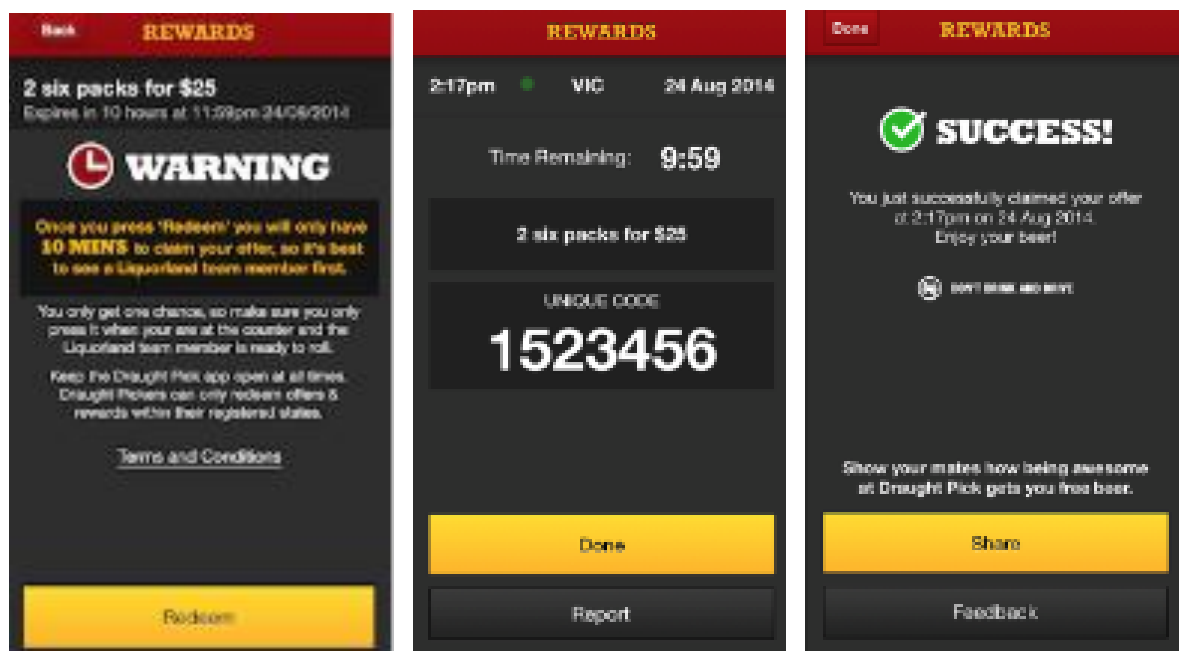 Back
REWARDS
2 six packs for $25
Expires in 10 hours at 11:59pm 24/08/2014
WARNING
Once you press 'Redeem' you will only have
10 MINS to claim your offer, so it's best
to see a Liquorland team member first.
You only get one chance, so make sure you only
press it when your are at the counter and the
Liquorland team member is ready to roll.
Keep the Draught Pick app open at all times.
Draught Pickers can only redeem offers &
rewards within their registered states.
Terms and Conditions
Redeem
REWARDS
2:17pm VIC 24 Aug 2014
Time Remaining: 9:59
2 six packs for $25
UNIQUE CODE
1523456
Done
Report
Done
REWARDS
SUCCESS!
You just successfully claimed your offer
at 2:17pm on 24 Aug 2014.
Enjoy your beer!
DON'T DRINK AND DRIVE
Show your mates how being awesome
at Draught Pick gets you free beer.
Share
Feedback